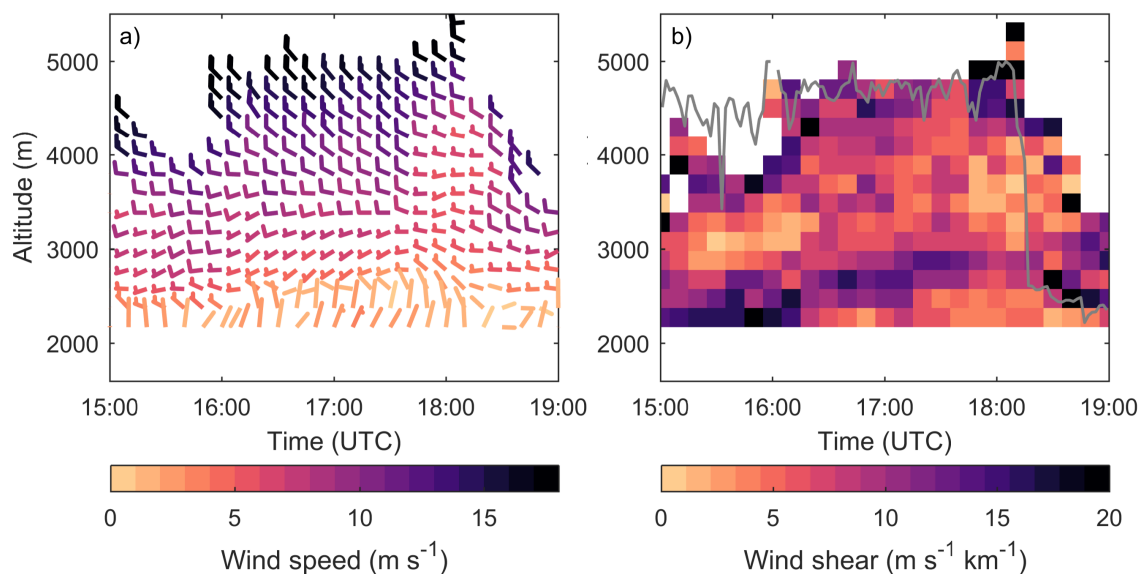 a)
b)
5000
4000
3000
2000
Altitude (m)
15:00 16:00 17:00 18:00 19:00
Time (UTC)
0 5 10 15
Wind speed (m s⁻¹)
5000
4000
3000
2000
15:00 16:00 17:00 18:00 19:00
Time (UTC)
0 5 10 15 20
Wind shear (m s⁻¹ km⁻¹)